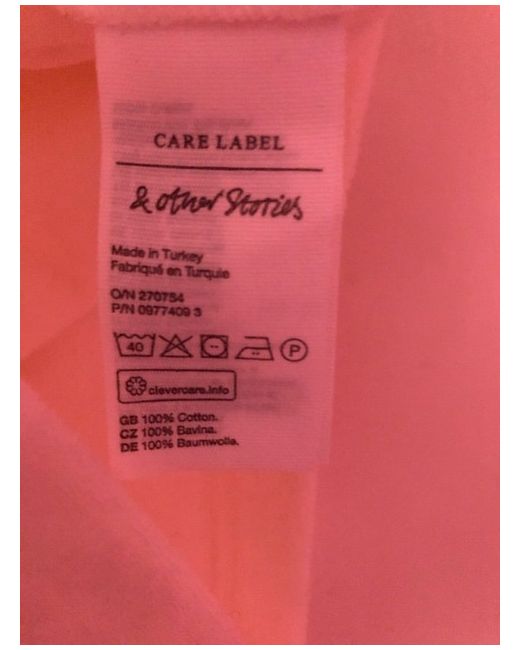 CARE LABEL
& other Stories
Made in Turkey
Fabriqué en Turquie
O/N 270754
P/N 0977409 3
40 P
clevercare.info
GB 100% Cotton.
CZ 100% Bavlna.
DE 100% Baumwolle.